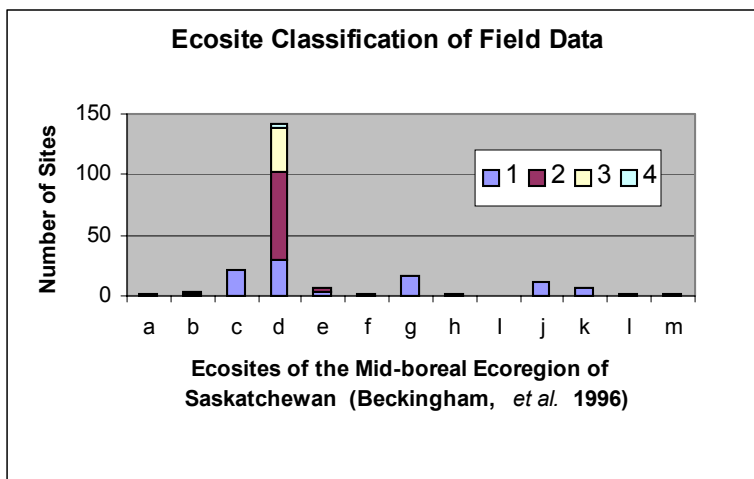 Ecosite Classification of Field Data
Number of Sites
150
100
50
0
1 2 3 4
a b c d e f g h l j k l m
Ecosites of the Mid-boreal Ecoregion of
Saskatchewan (Beckingham, et al. 1996)